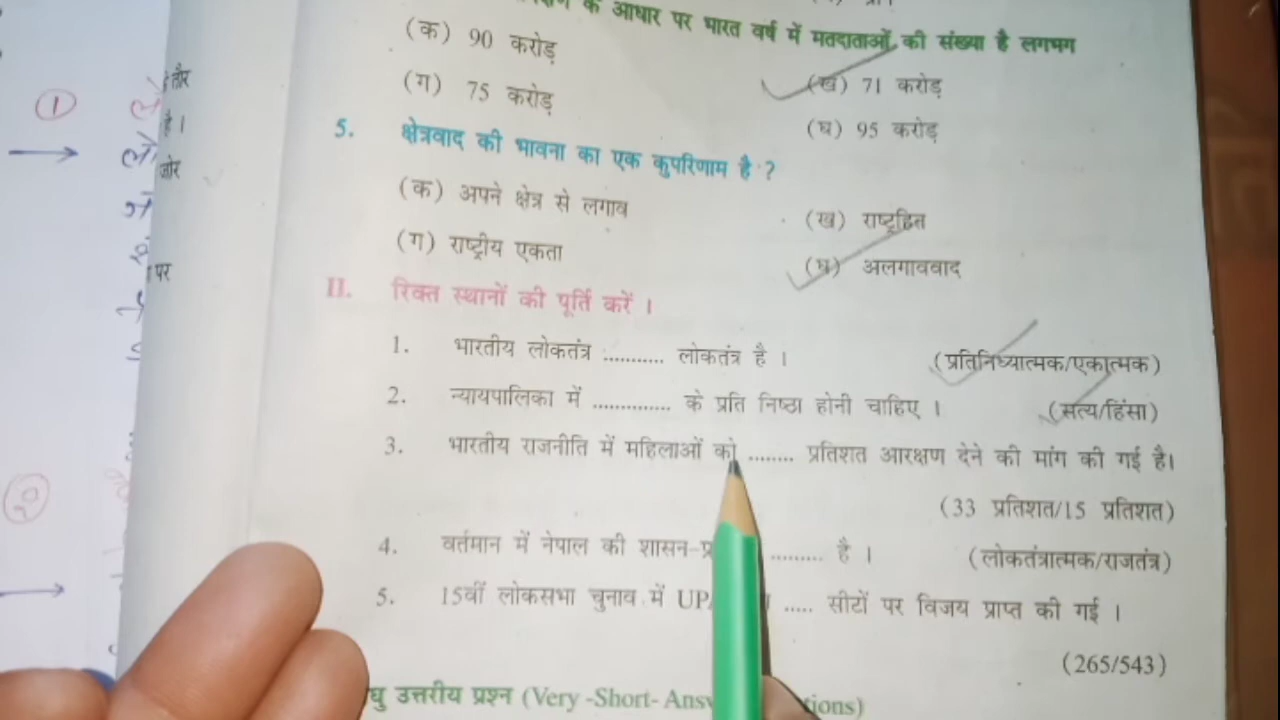 के आधार पर भारत वर्ष में मतदाताओं की संख्या है लगभग
(क) 90 करोड़
(ख) 71 करोड़
(ग) 75 करोड़
(घ) 95 करोड़
5. क्षेत्रवाद की भावना का एक कुपरिणाम है ?
(क) अपने क्षेत्र से लगाव
(ख) राष्ट्रहित
(ग) राष्ट्रीय एकता
(घ) अलगाववाद
II. रिक्त स्थानों की पूर्ति करें ।
1. भारतीय लोकतंत्र ........... लोकतंत्र है । (प्रतिनिध्यात्मक/एकात्मक)
2. न्यायपालिका में .............. के प्रति निष्ठा होनी चाहिए । (सत्य/हिंसा)
3. भारतीय राजनीति में महिलाओं को ........ प्रतिशत आरक्षण देने की मांग की गई है।
(33 प्रतिशत/15 प्रतिशत)
4. वर्तमान में नेपाल की शासन-प्र ......... है । (लोकतंत्रात्मक/राजतंत्र)
5. 15वीं लोकसभा चुनाव में UP ..... सीटों पर विजय प्राप्त की गई ।
(265/543)
उत्तरीय प्रश्न (Very -Short- Ans
तौर
है ।
जोर
पर
1
2